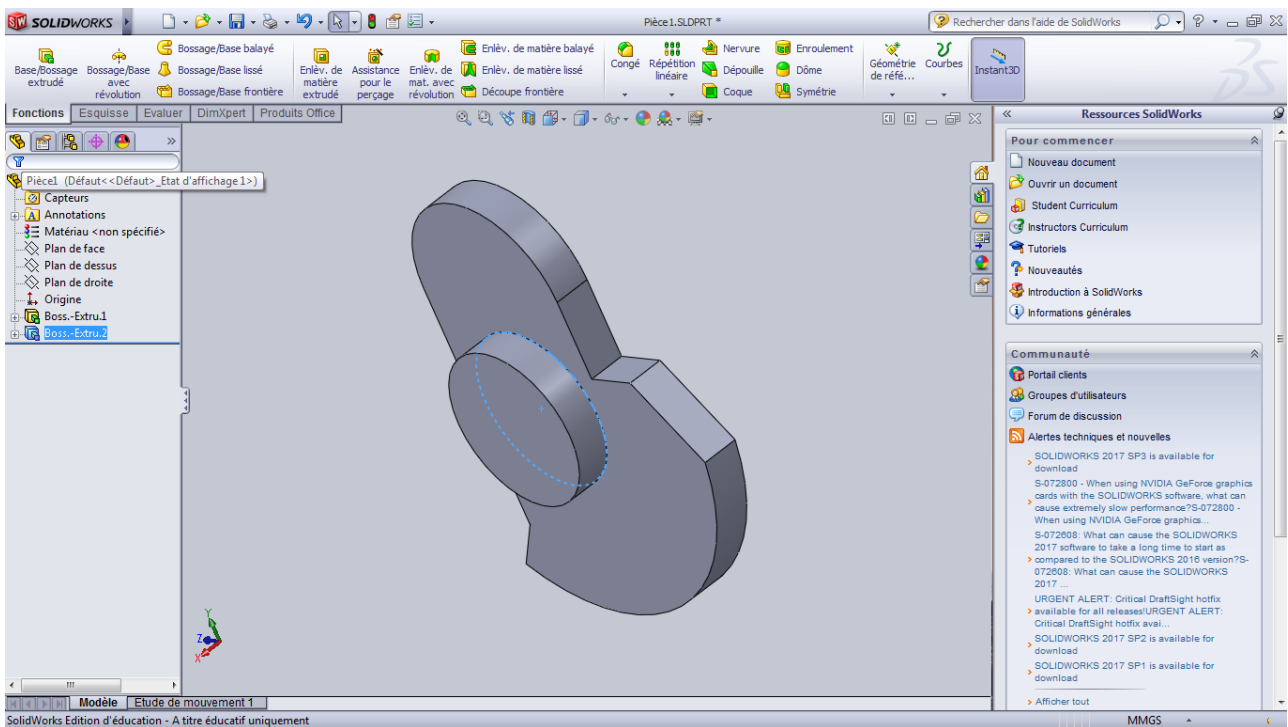 SOLIDWORKS
Pièce1.SLDPRT *
Rechercher dans l'aide de SolidWorks
Base/Bossage
extrudé
Bossage/Base
avec
révolution
Bossage/Base balayé
Bossage/Base lissé
Bossage/Base frontière
Enlèv. de
matière
extrudé
Assistance
pour le
perçage
Enlèv. de
mat. avec
révolution
Enlèv. de matière balayé
Enlèv. de matière lissé
Découpe frontière
Congé
Répétition
linéaire
Nervure
Dépouille
Coque
Enroulement
Dôme
Symétrie
Géométrie
de réfé...
Courbes
Instant3D
Fonctions
Esquisse
Evaluer
DimXpert
Produits Office
Pièce1 (Défaut<<Défaut>_Etat d'affichage 1>)
Capteurs
Annotations
Matériau <non spécifié>
Plan de face
Plan de dessus
Plan de droite
Origine
Boss.-Extru.1
Boss.-Extru.2
Y
Z
X
Ressources SolidWorks
Pour commencer
Nouveau document
Ouvrir un document
Student Curriculum
Instructors Curriculum
Tutoriels
Nouveautés
Introduction à SolidWorks
Informations générales
Communauté
Portail clients
Groupes d'utilisateurs
Forum de discussion
Alertes techniques et nouvelles
SOLIDWORKS 2017 SP3 is available for
download
S-072800 - When using NVIDIA GeForce graphics
cards with the SOLIDWORKS software, what can
cause extremely slow performance?S-072800 -
When using NVIDIA GeForce graphics...
S-072608: What can cause the SOLIDWORKS
2017 software to take a long time to start as
compared to the SOLIDWORKS 2016 version?S-
072608: What can cause the SOLIDWORKS
2017 ...
URGENT ALERT: Critical DraftSight hotfix
available for all releases!URGENT ALERT:
Critical DraftSight hotfix avai...
SOLIDWORKS 2017 SP2 is available for
download
SOLIDWORKS 2017 SP1 is available for
download
Afficher tout
Modèle
Etude de mouvement 1
SolidWorks Edition d'éducation - A titre éducatif uniquement
MMGS